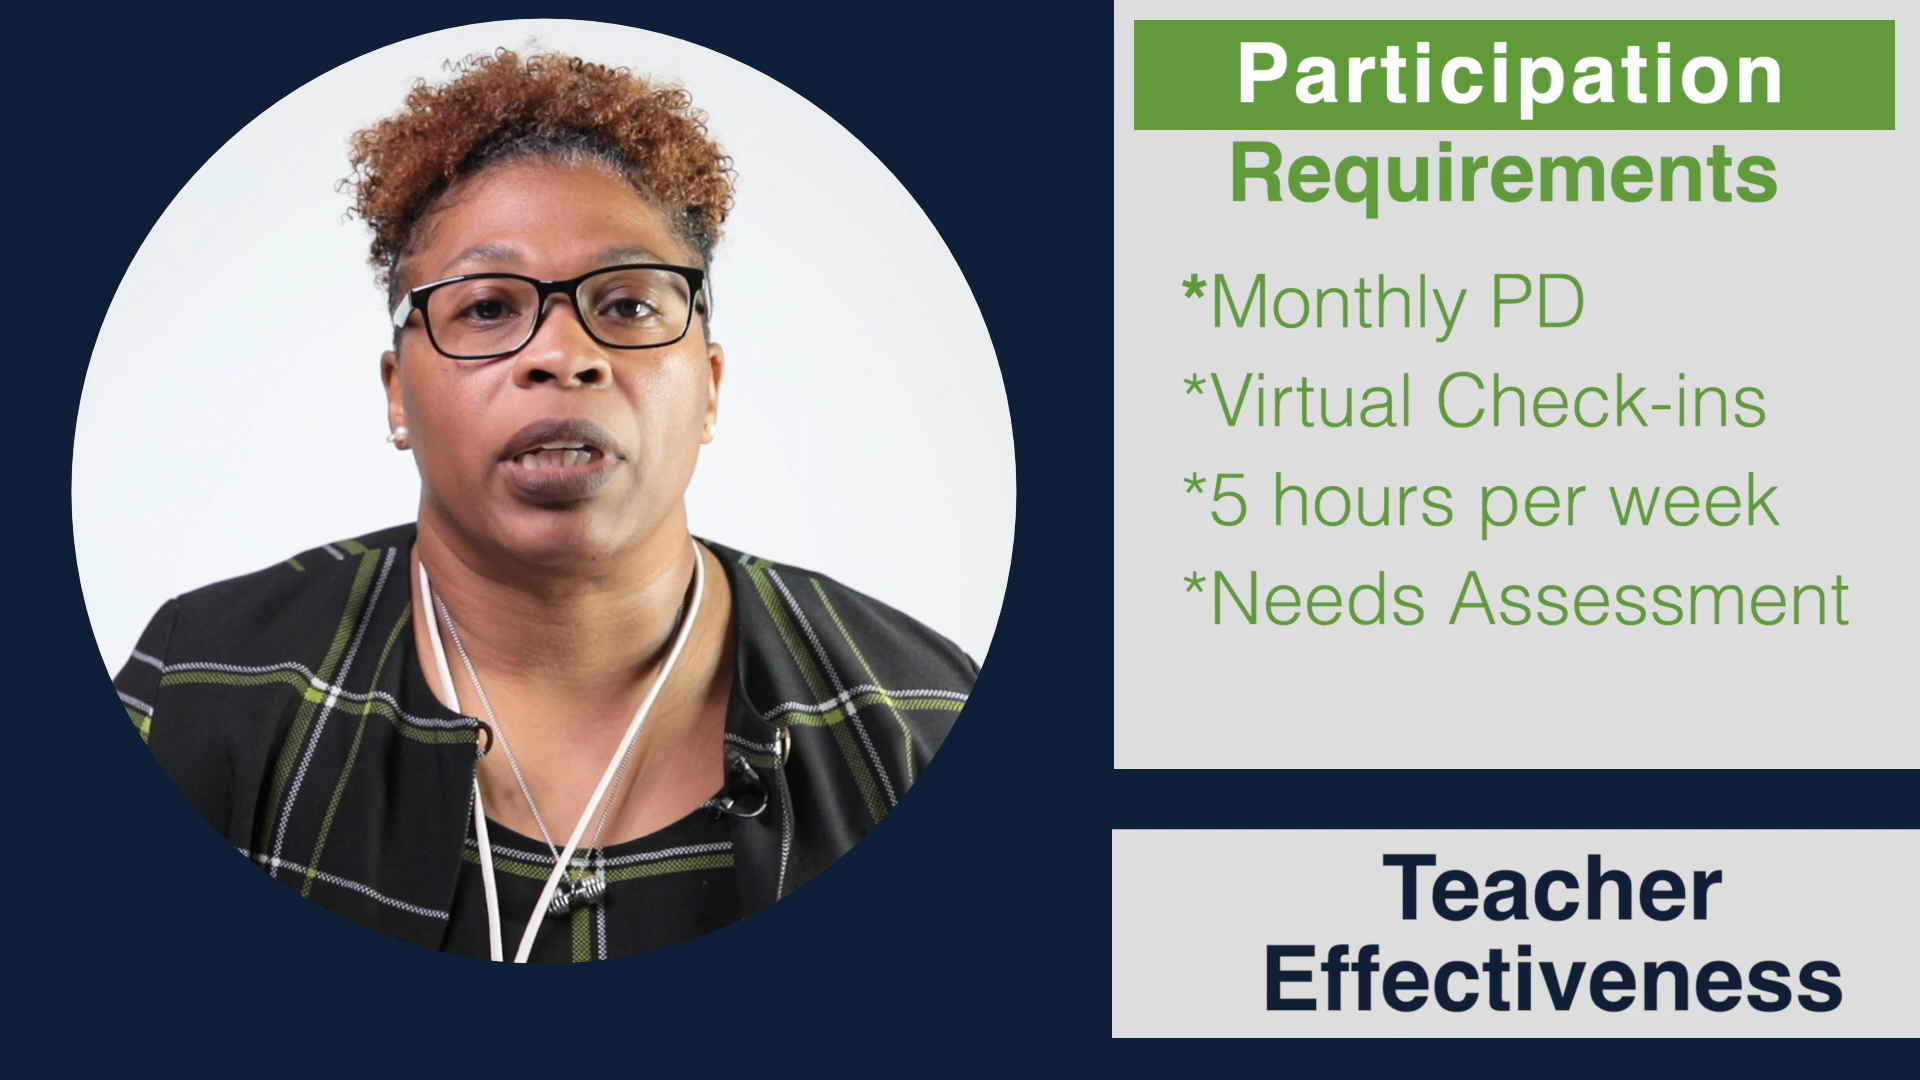 Participation
Requirements
*Monthly PD
*Virtual Check-ins
*5 hours per week
*Needs Assessment
Teacher
Effectiveness